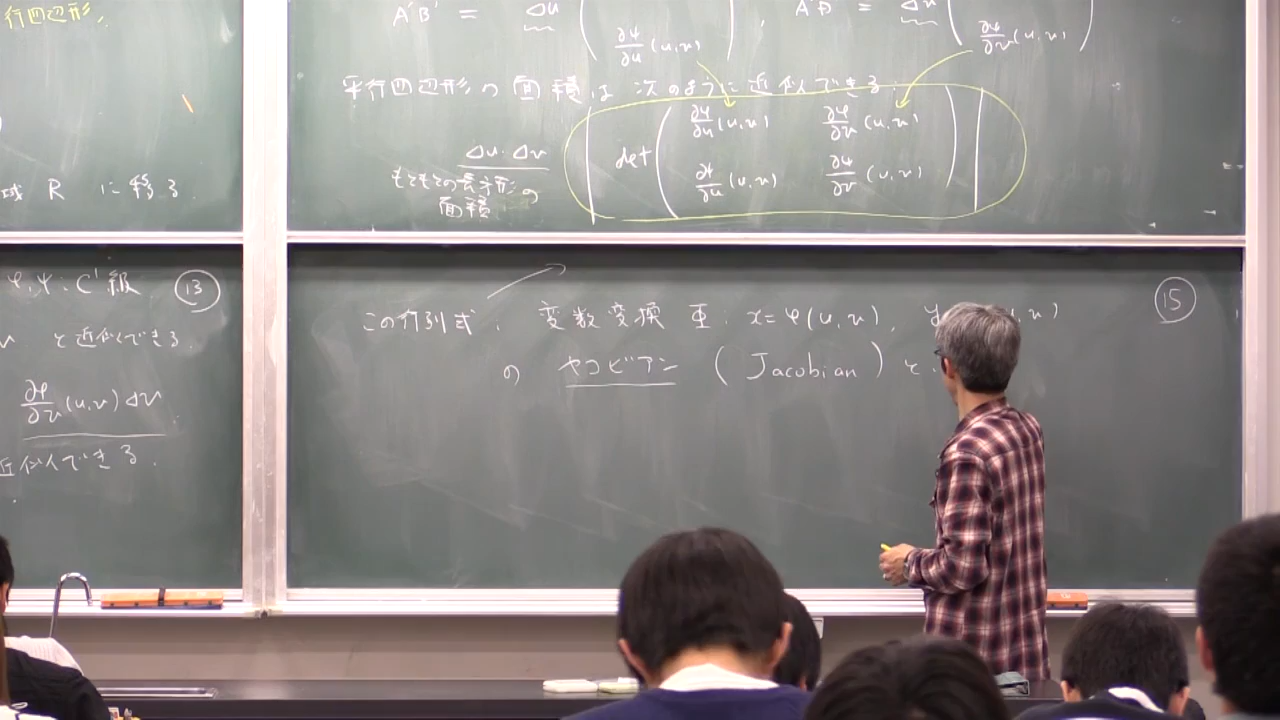 行四辺形.
域 R に移る.
φ, ψ : C¹ 級 ⑬
と近似できる.
∂φ/∂v (u,v) Δv
近似できる.
A'B' = Δu ( ∂ψ/∂u (u,v) ), A'D' = Δv ( ∂ψ/∂v (u,v) )
平行四辺形の面積は次のように近似できる.
Δu・Δv | det ( ∂φ/∂u (u,v) ∂φ/∂v (u,v)
∂ψ/∂u (u,v) ∂ψ/∂v (u,v) ) |
もともとの長方形の
面積
⑮
この行列式, 変数変換 Φ: x = φ(u,v), y
の ヤコビアン ( Jacobian ) と